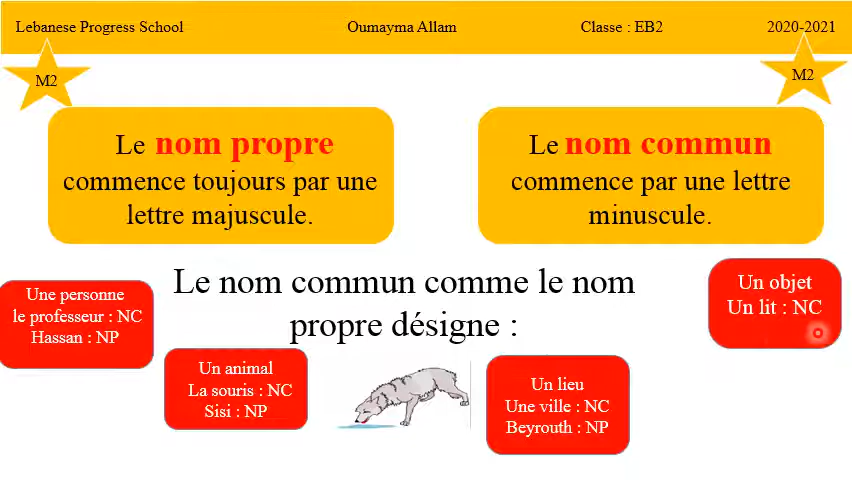 Lebanese Progress School Oumayma Allam Classe : EB2 2020-2021
M2
M2
Le nom propre
commence toujours par une
lettre majuscule.
Le nom commun
commence par une lettre
minuscule.
Le nom commun comme le nom
propre désigne :
Une personne
le professeur : NC
Hassan : NP
Un animal
La souris : NC
Sisi : NP
Un lieu
Une ville : NC
Beyrouth : NP
Un objet
Un lit : NC